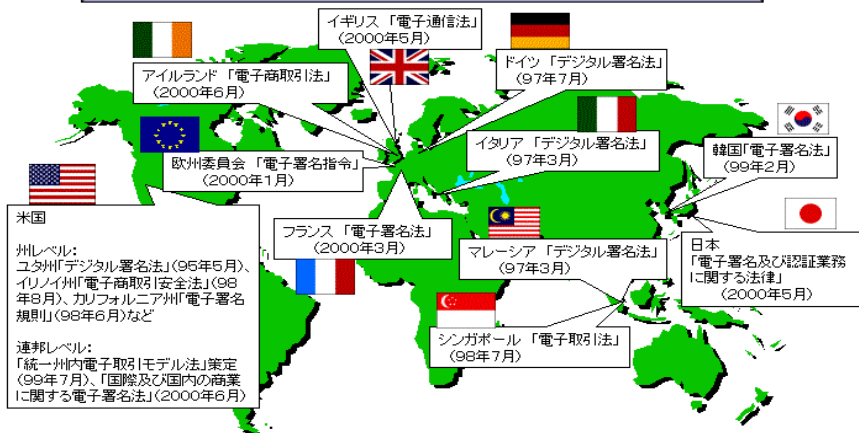 イギリス 「電子通信法」
(2000年5月)
アイルランド 「電子商取引法」
(2000年6月)
ドイツ 「デジタル署名法」
(97年7月)
欧州委員会 「電子署名指令」
(2000年1月)
イタリア 「デジタル署名法」
(97年3月)
韓国「電子署名法」
(99年2月)
米国
州レベル:
ユタ州「デジタル署名法」(95年5月)、
イリノイ州「電子商取引安全法」(98
年8月)、カリフォルニア州「電子署名
規則」(98年6月)など
連邦レベル:
「統一州内電子取引モデル法」策定
(99年7月)、「国際及び国内の商業
に関する電子署名法」(2000年6月)
フランス 「電子署名法」
(2000年3月)
マレーシア 「デジタル署名法」
(97年3月)
日本
「電子署名及び認証業務
に関する法律」
(2000年5月)
シンガポール 「電子取引法」
(98年7月)